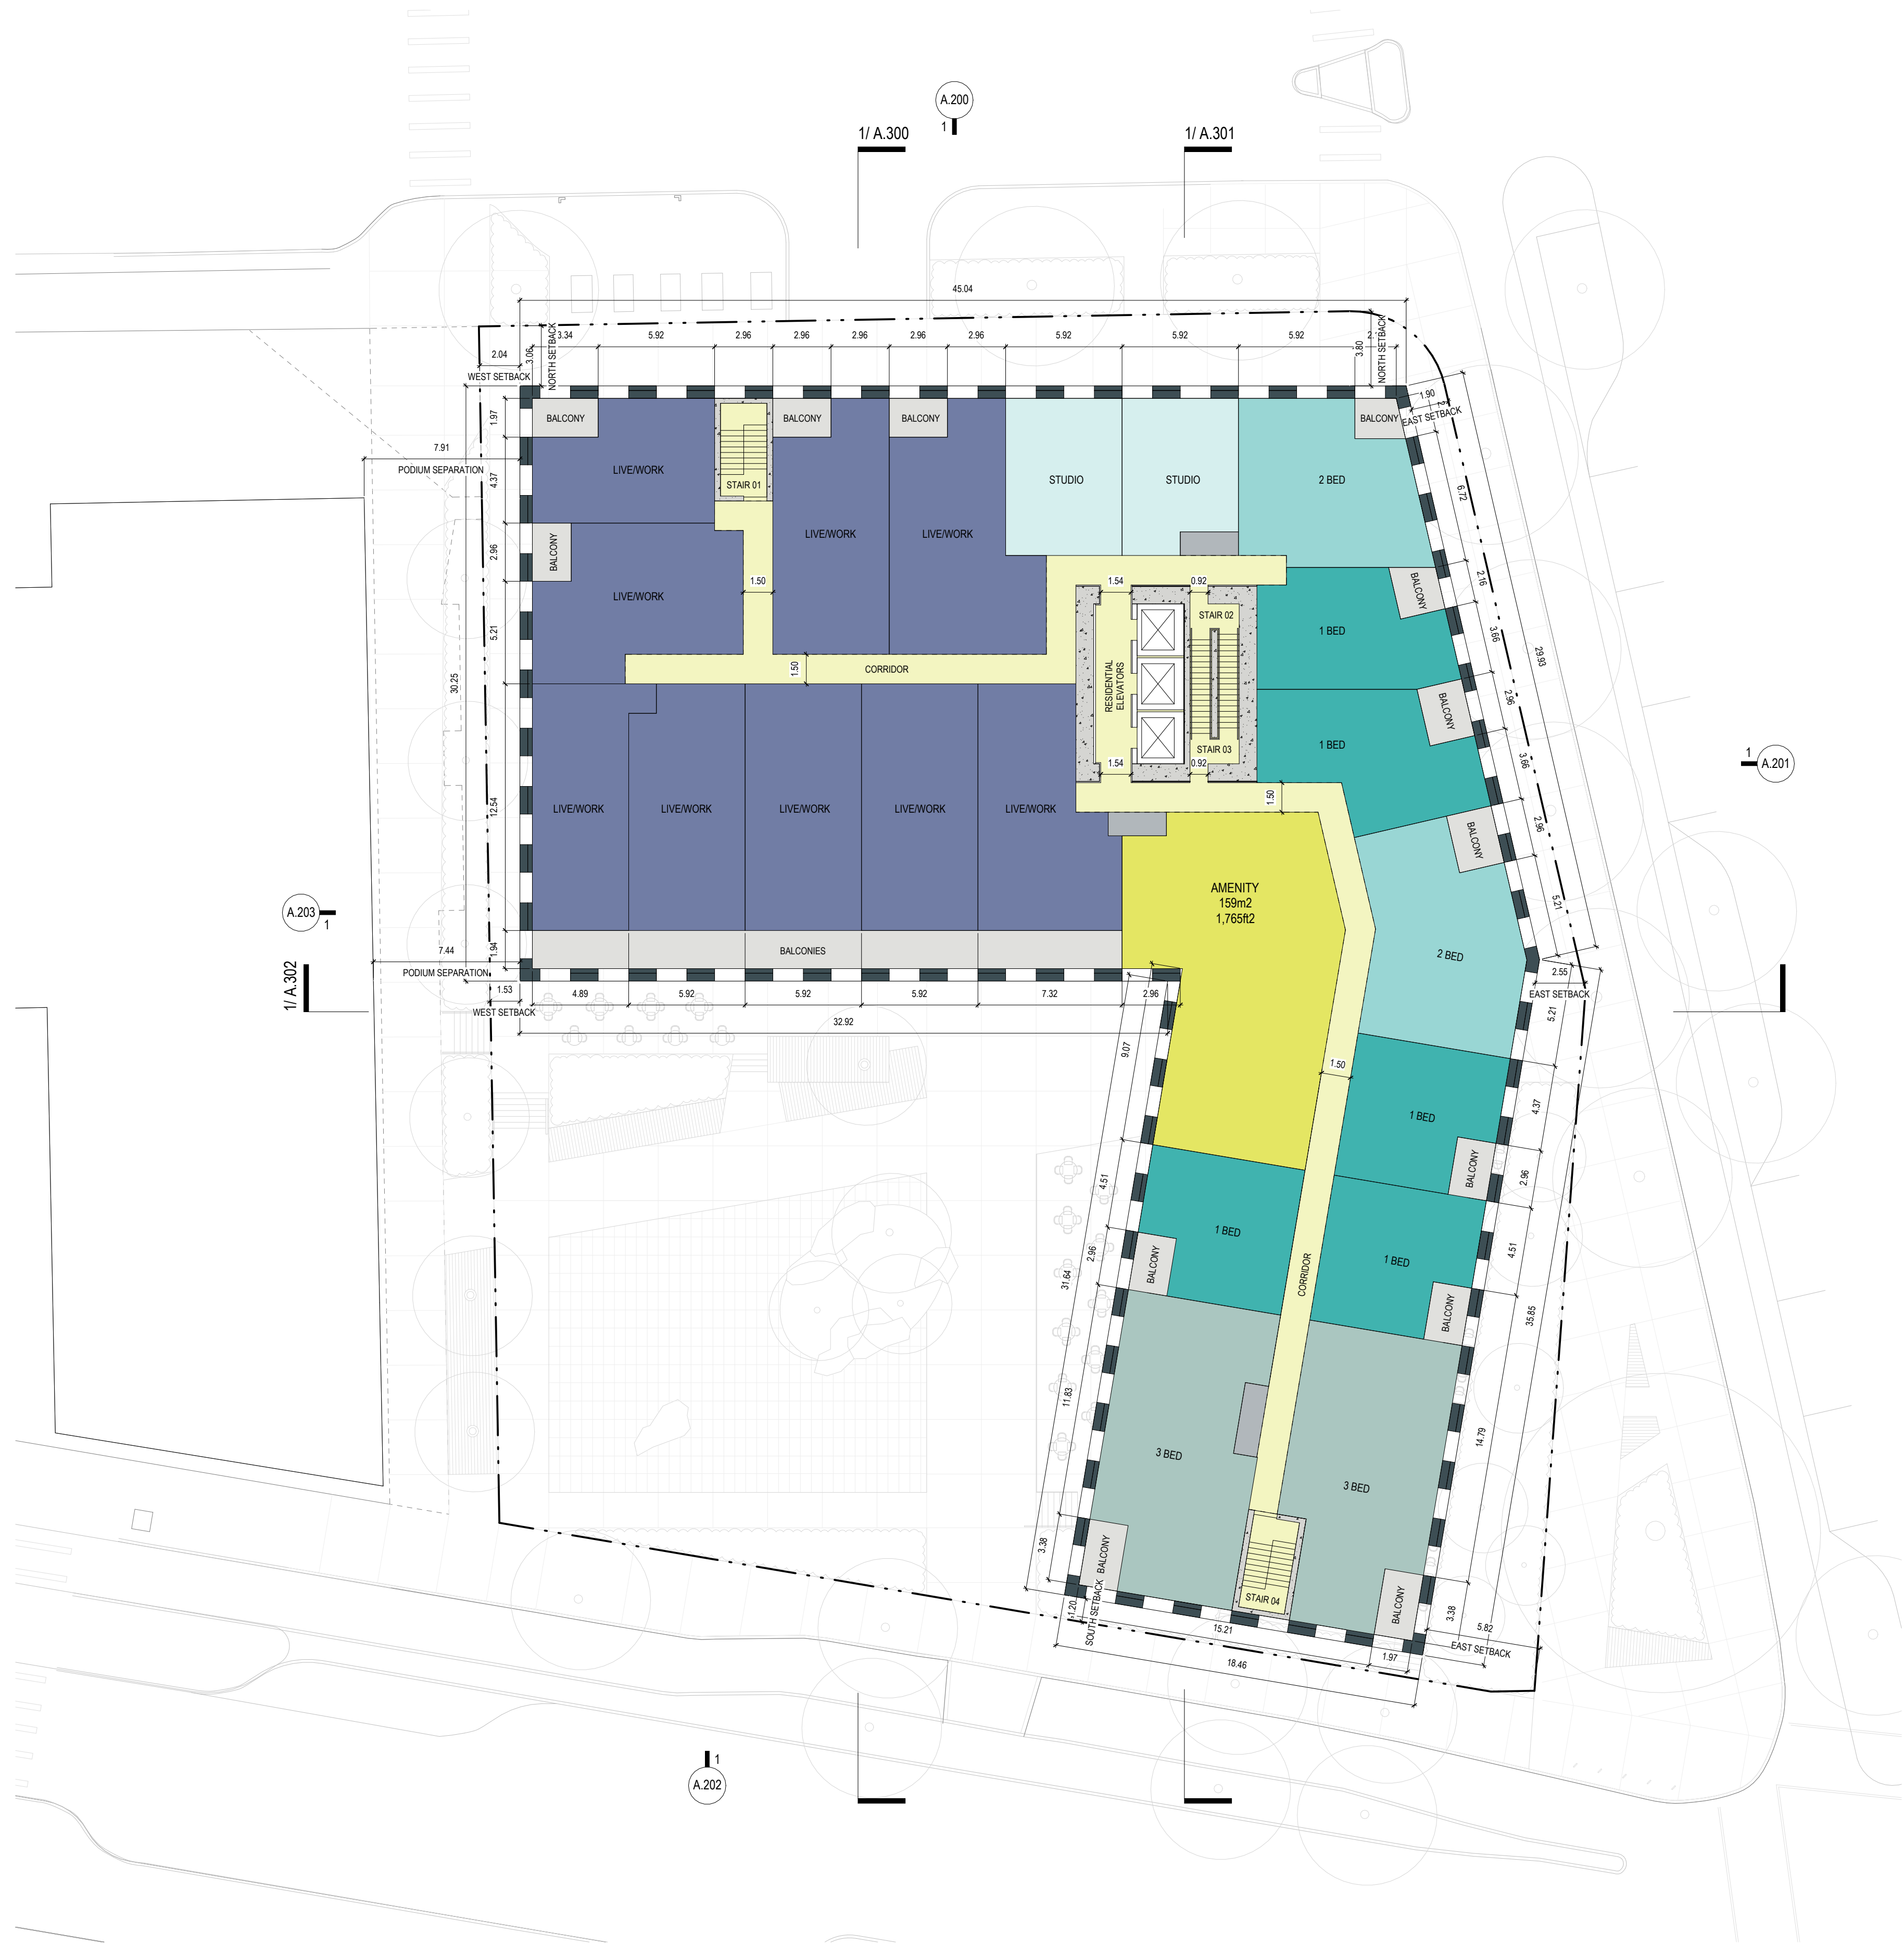 A.200
1
1/ A.300
1/ A.301
45.04
3.34
5.92
2.96
2.96
2.96
2.96
2.96
5.92
5.92
5.92
2.04
WEST SETBACK
3.06
NORTH SETBACK
3.80
NORTH SETBACK
1.90
EAST SETBACK
1.97
BALCONY
BALCONY
BALCONY
BALCONY
7.91
PODIUM SEPARATION
4.37
LIVE/WORK
STAIR 01
STUDIO
STUDIO
2 BED
6.72
LIVE/WORK
LIVE/WORK
2.96
BALCONY
1.50
1.54
0.92
BALCONY
2.16
LIVE/WORK
STAIR 02
1 BED
3.66
5.21
29.93
1.50
CORRIDOR
RESIDENTIAL
ELEVATORS
30.25
BALCONY
2.96
STAIR 03
1 BED
3.66
1.54
0.92
1
A.201
1.50
12.54
LIVE/WORK
LIVE/WORK
LIVE/WORK
LIVE/WORK
LIVE/WORK
BALCONY
2.96
AMENITY
159m2
1,765ft2
5.21
A.203
1
7.44
PODIUM SEPARATION
1.94
BALCONIES
2 BED
1/ A.302
1.53
WEST SETBACK
4.89
5.92
5.92
5.92
7.32
2.96
32.92
2.55
EAST SETBACK
5.21
9.07
1.50
1 BED
4.37
BALCONY
2.96
4.51
1 BED
1 BED
4.51
2.96
BALCONY
CORRIDOR
31.64
BALCONY
35.85
11.83
3 BED
3 BED
14.79
3.38
BALCONY
STAIR 04
BALCONY
3.38
1.20
SOUTH SETBACK
15.21
1.97
5.82
EAST SETBACK
18.46
1
A.202